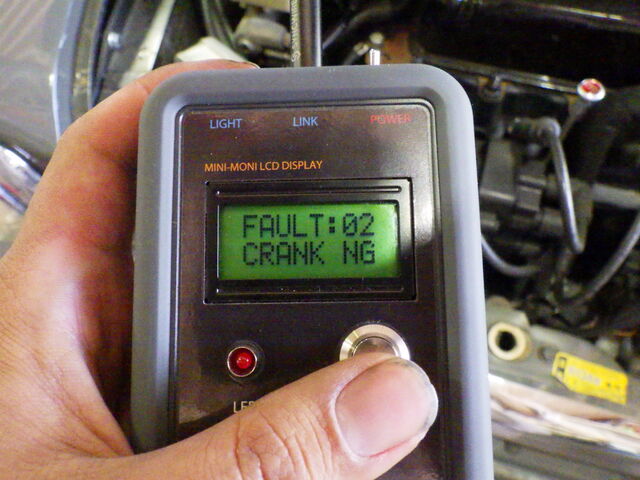 LIGHT LINK POWER
MINI-MONI LCD DISPLAY
FAULT:02
CRANK NG